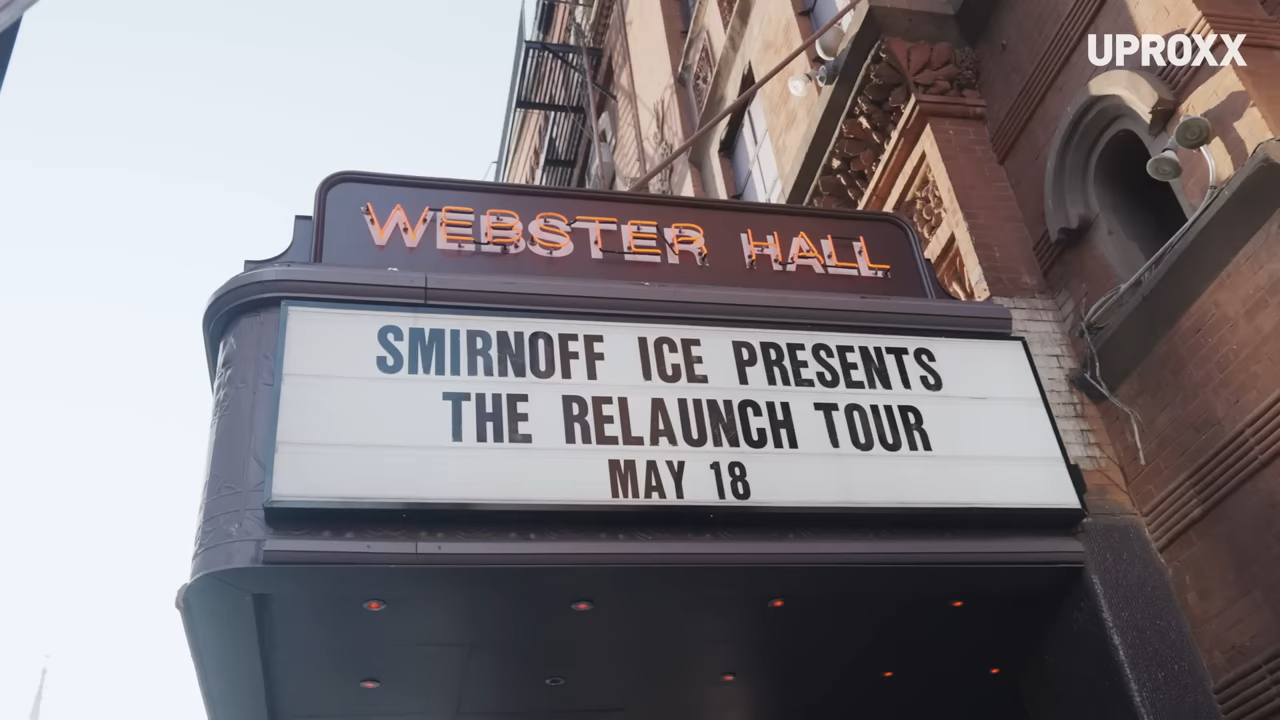 UPROXX
WEBSTER HALL
SMIRNOFF ICE PRESENTS
THE RELAUNCH TOUR
MAY 18